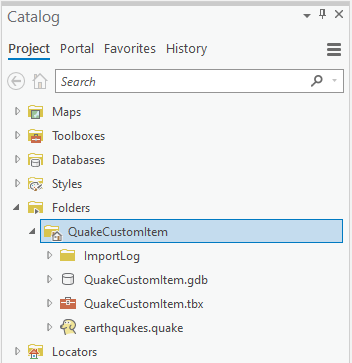 Catalog
Project Portal Favorites History
Search
Maps
Toolboxes
Databases
Styles
Folders
QuakeCustomItem
ImportLog
QuakeCustomItem.gdb
QuakeCustomItem.tbx
earthquakes.quake
Locators